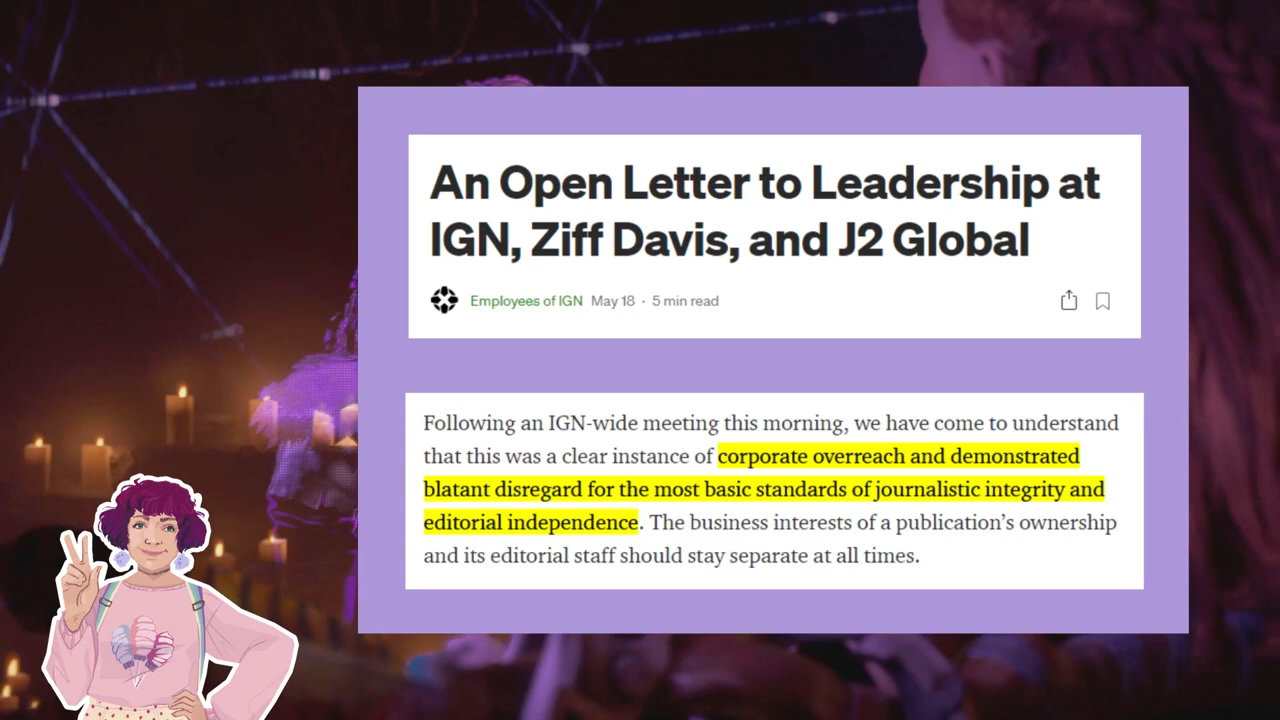 An Open Letter to Leadership at
IGN, Ziff Davis, and J2 Global
Employees of IGN May 18 · 5 min read
Following an IGN-wide meeting this morning, we have come to understand
that this was a clear instance of corporate overreach and demonstrated
blatant disregard for the most basic standards of journalistic integrity and
editorial independence. The business interests of a publication’s ownership
and its editorial staff should stay separate at all times.